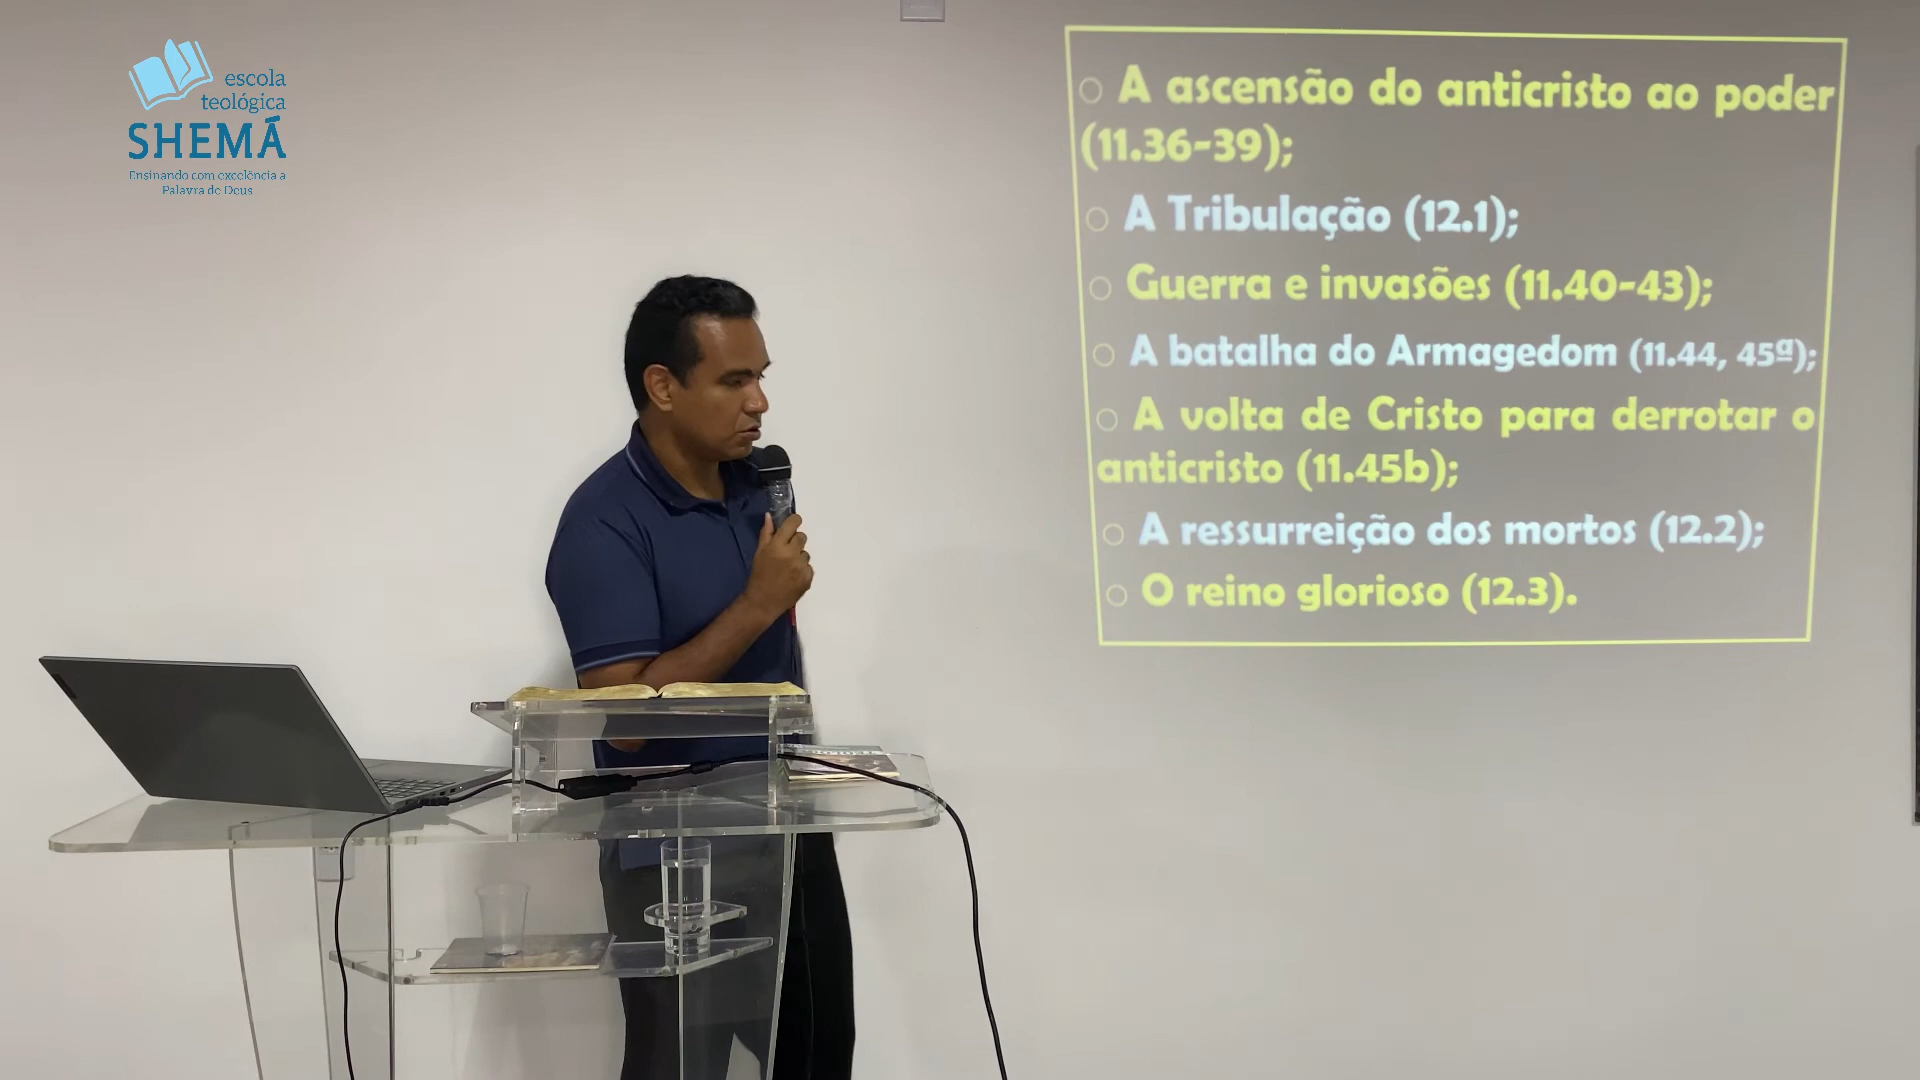 escola
teológica
SHEMÁ
Ensinando com excelência a
Palavra de Deus
A ascensão do anticristo ao poder
(11.36-39);
A Tribulação (12.1);
Guerra e invasões (11.40-43);
A batalha do Armagedom (11.44, 45ª);
A volta de Cristo para derrotar o
anticristo (11.45b);
A ressurreição dos mortos (12.2);
O reino glorioso (12.3).